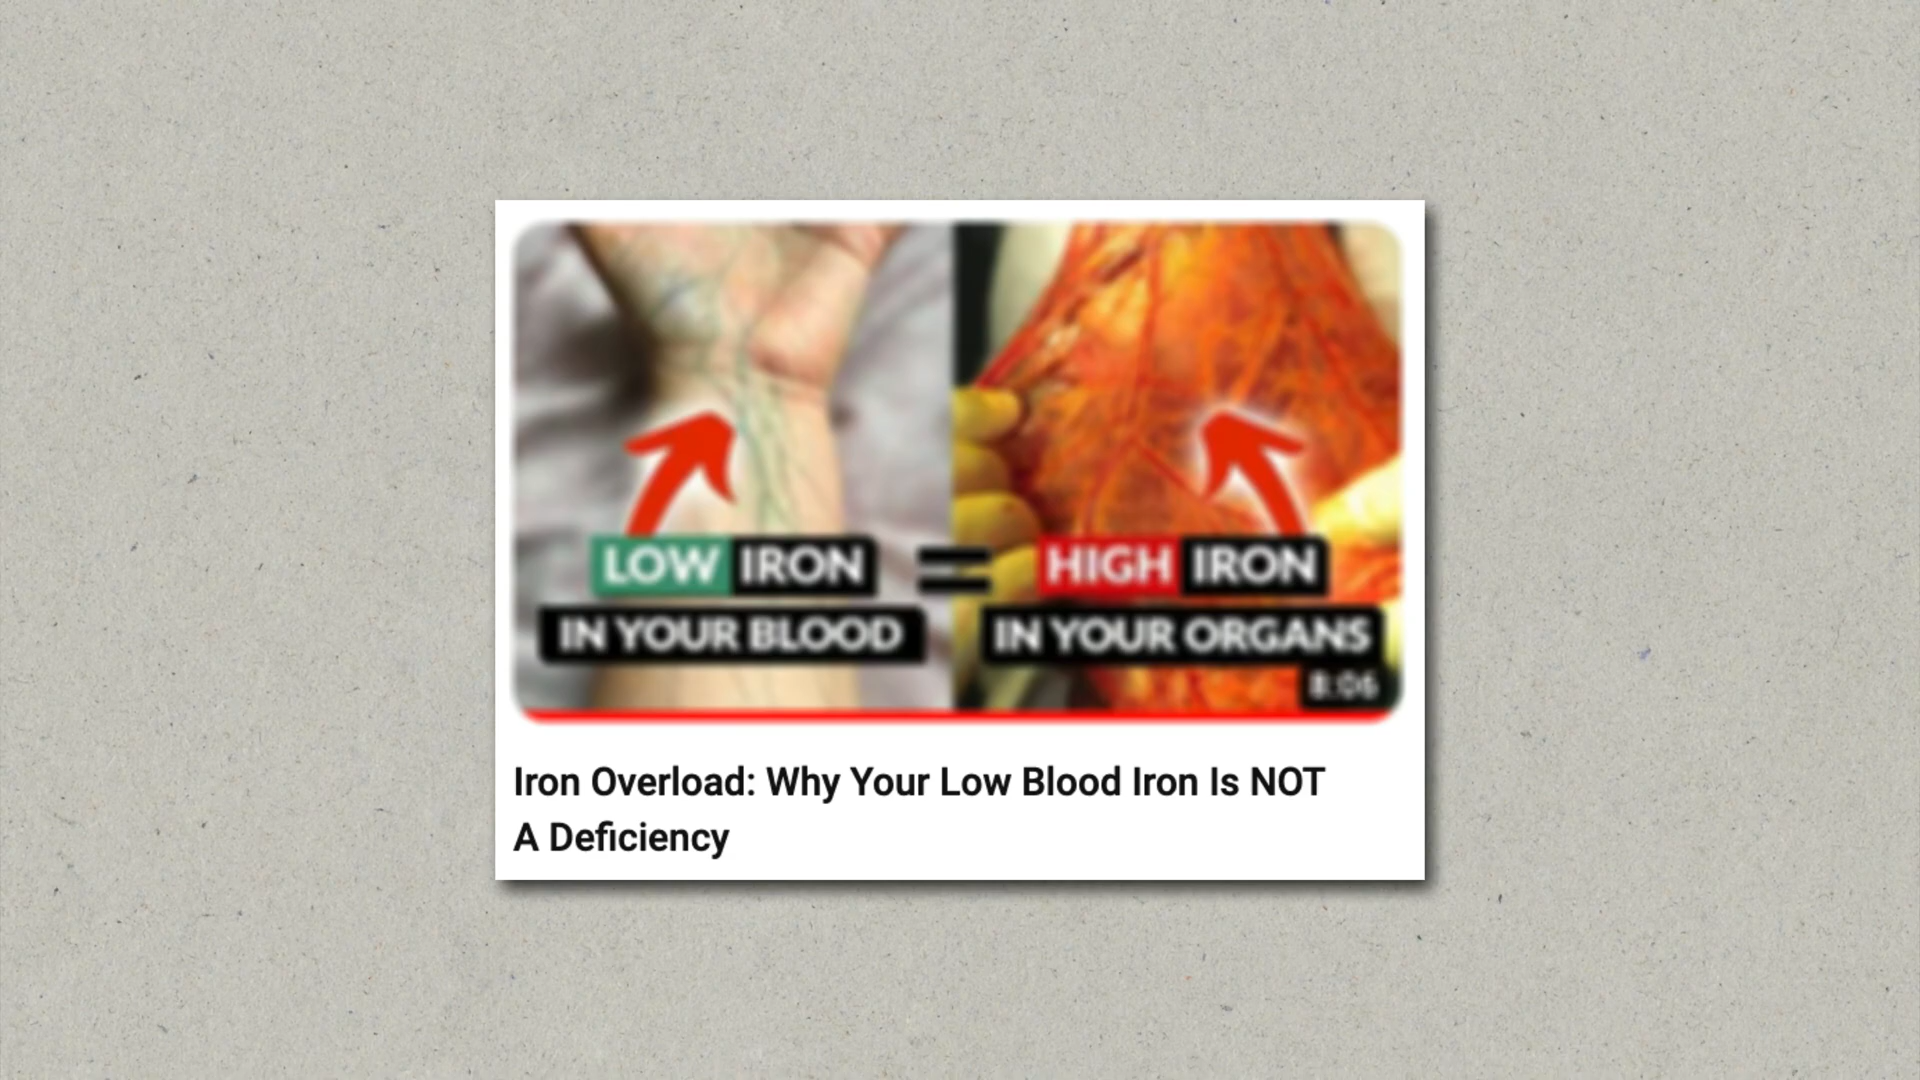 LOW IRON = HIGH IRON
IN YOUR BLOOD IN YOUR ORGANS
8:06
Iron Overload: Why Your Low Blood Iron Is NOT
A Deficiency